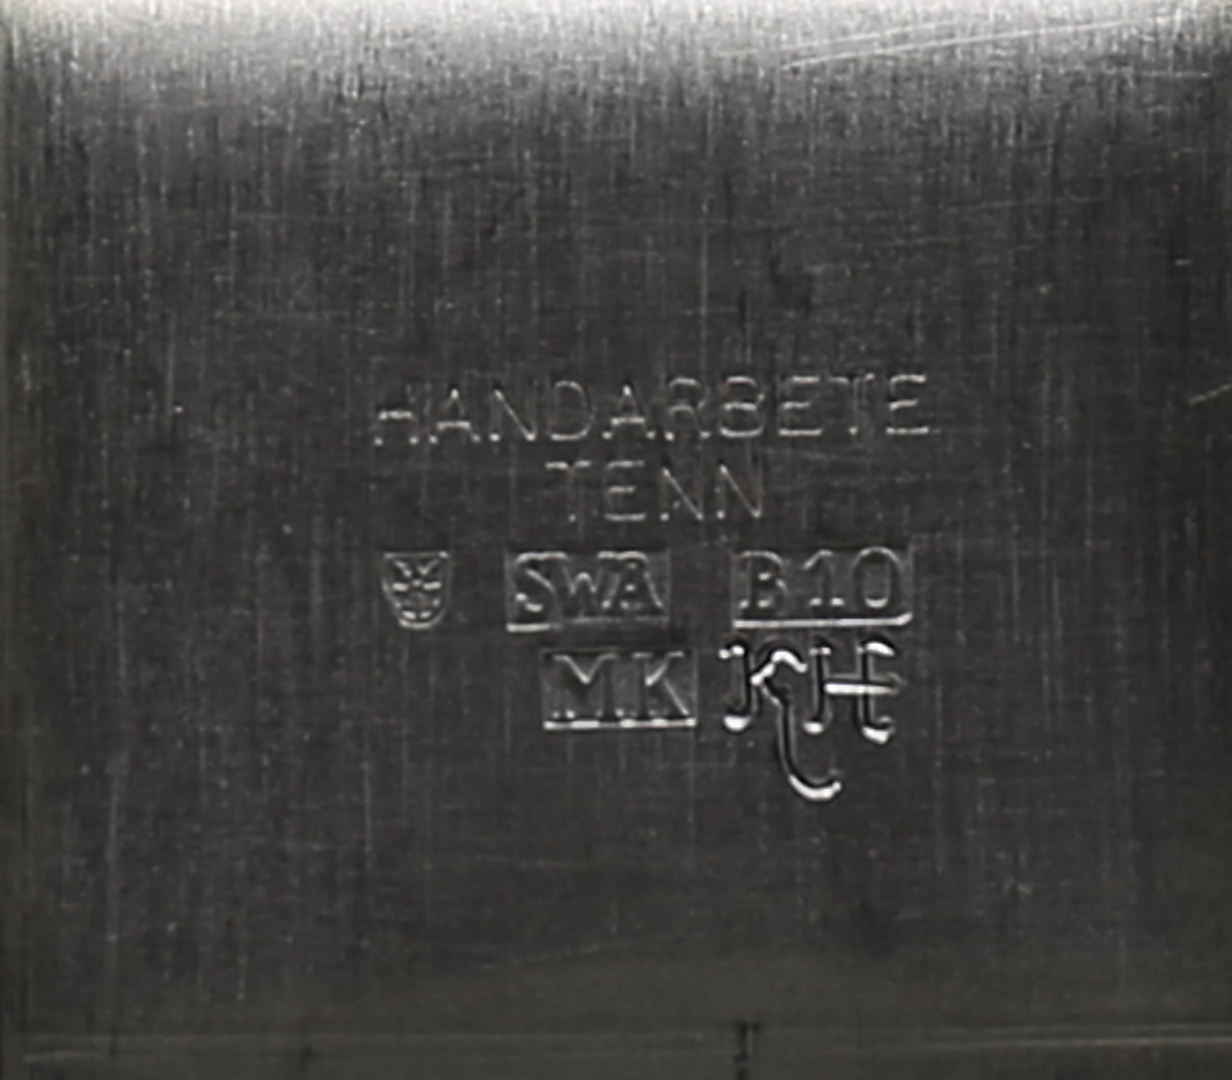 HANDARBETE
TENN
SWA B10
MK KH